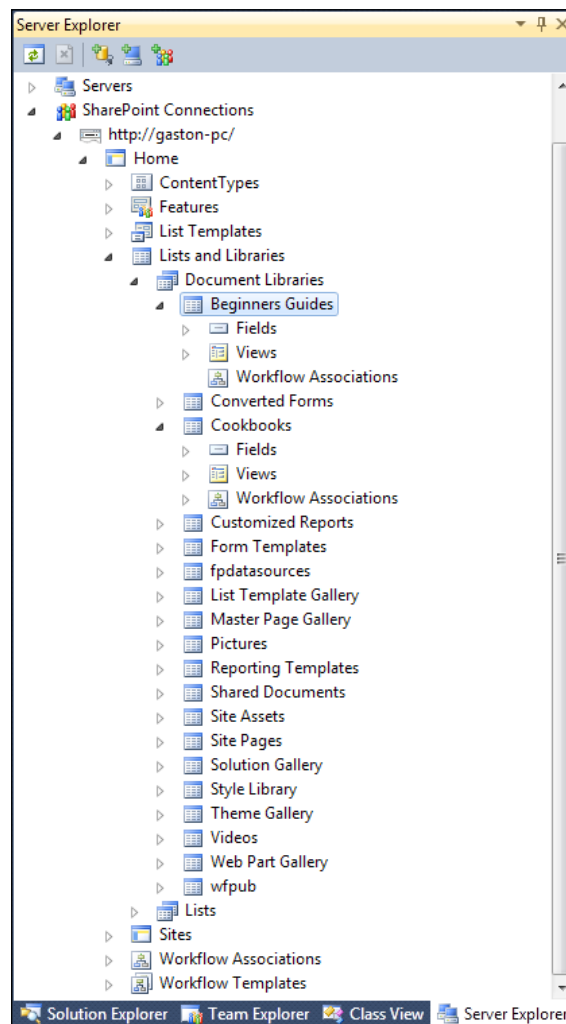 Server Explorer
Servers
SharePoint Connections
http://gaston-pc/
Home
ContentTypes
Features
List Templates
Lists and Libraries
Document Libraries
Beginners Guides
Fields
Views
Workflow Associations
Converted Forms
Cookbooks
Fields
Views
Workflow Associations
Customized Reports
Form Templates
fpdatasources
List Template Gallery
Master Page Gallery
Pictures
Reporting Templates
Shared Documents
Site Assets
Site Pages
Solution Gallery
Style Library
Theme Gallery
Videos
Web Part Gallery
wfpub
Lists
Sites
Workflow Associations
Workflow Templates
Solution Explorer Team Explorer Class View Server Explorer